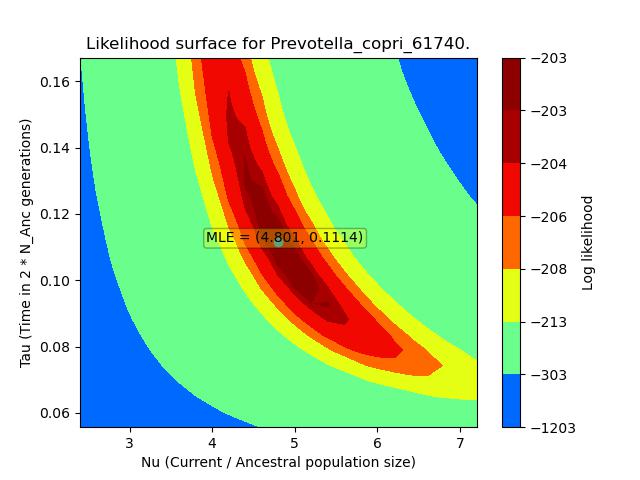 Likelihood surface for Prevotella_copri_61740.
Tau (Time in 2 * N_Anc generations)
0.16
0.14
0.12
0.10
0.08
0.06
MLE = (4.801, 0.1114)
3 4 5 6 7
Nu (Current / Ancestral population size)
−203
−203
−204
−206
−208
−213
−303
−1203
Log likelihood